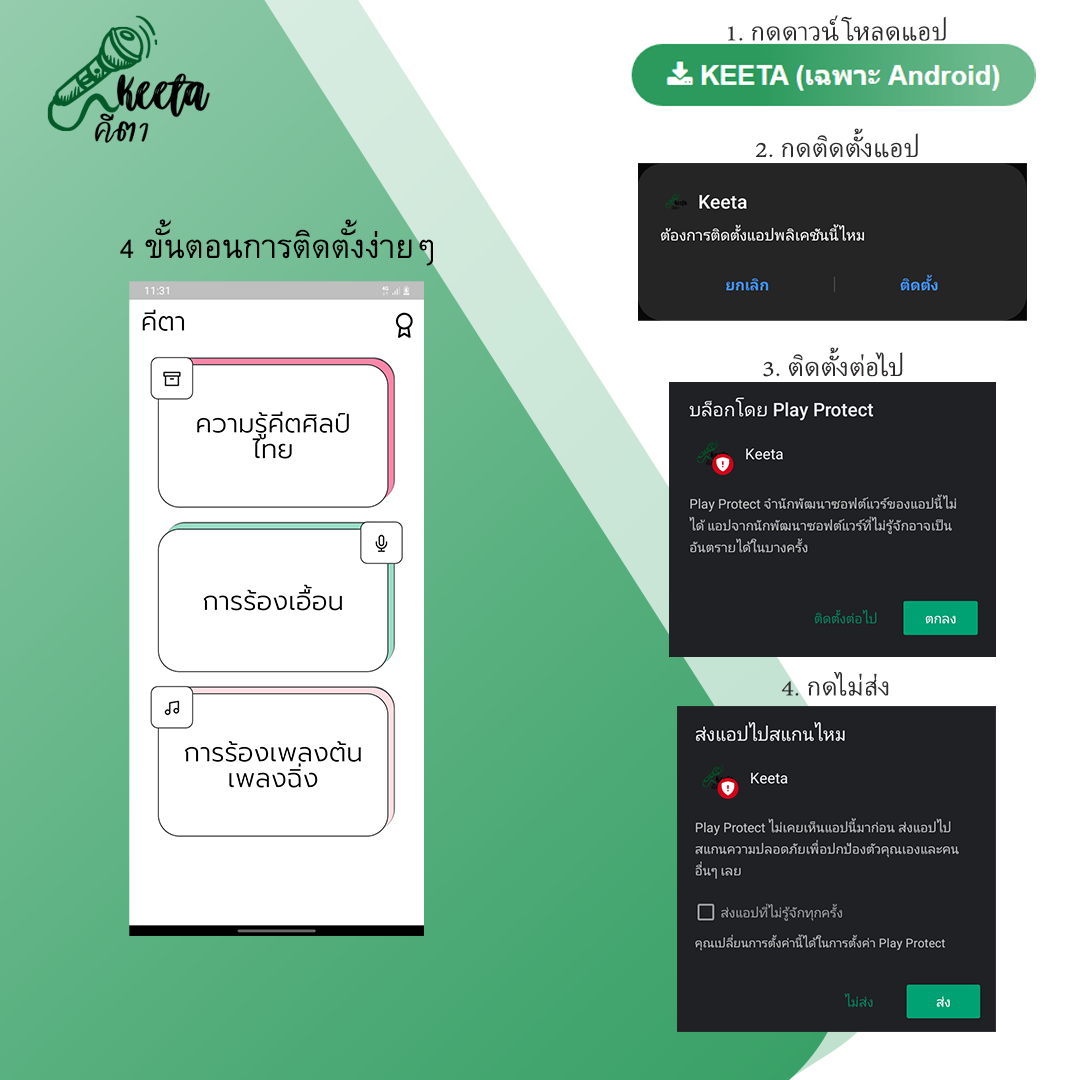 Keeta
คีตา
4 ขั้นตอนการติดตั้งง่ายๆ
11:31
คีตา
ความรู้คีตศิลป์
ไทย
การร้องเอื้อน
การร้องเพลงต้น
เพลงฉิ่ง
1. กดดาวน์โหลดแอป
KEETA (เฉพาะ Android)
2. กดติดตั้งแอป
Keeta
ต้องการติดตั้งแอปพลิเคชันนี้ไหม
ยกเลิก
ติดตั้ง
3. ติดตั้งต่อไป
บล็อกโดย Play Protect
Keeta
Play Protect จำนักพัฒนาซอฟต์แวร์ของแอปนี้ไม่
ได้ แอปจากนักพัฒนาซอฟต์แวร์ที่ไม่รู้จักอาจเป็น
อันตรายได้ในบางครั้ง
ติดตั้งต่อไป
ตกลง
4. กดไม่ส่ง
ส่งแอปไปสแกนไหม
Keeta
Play Protect ไม่เคยเห็นแอปนี้มาก่อน ส่งแอปไป
สแกนความปลอดภัยเพื่อปกป้องตัวคุณเองและคน
อื่นๆ เลย
ส่งแอปที่ไม่รู้จักทุกครั้ง
คุณเปลี่ยนการตั้งค่านี้ได้ในการตั้งค่า Play Protect
ไม่ส่ง
ส่ง